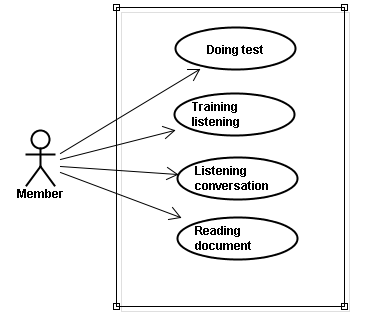 Doing test
Training
listening
Listening
conversation
Member
Reading
document